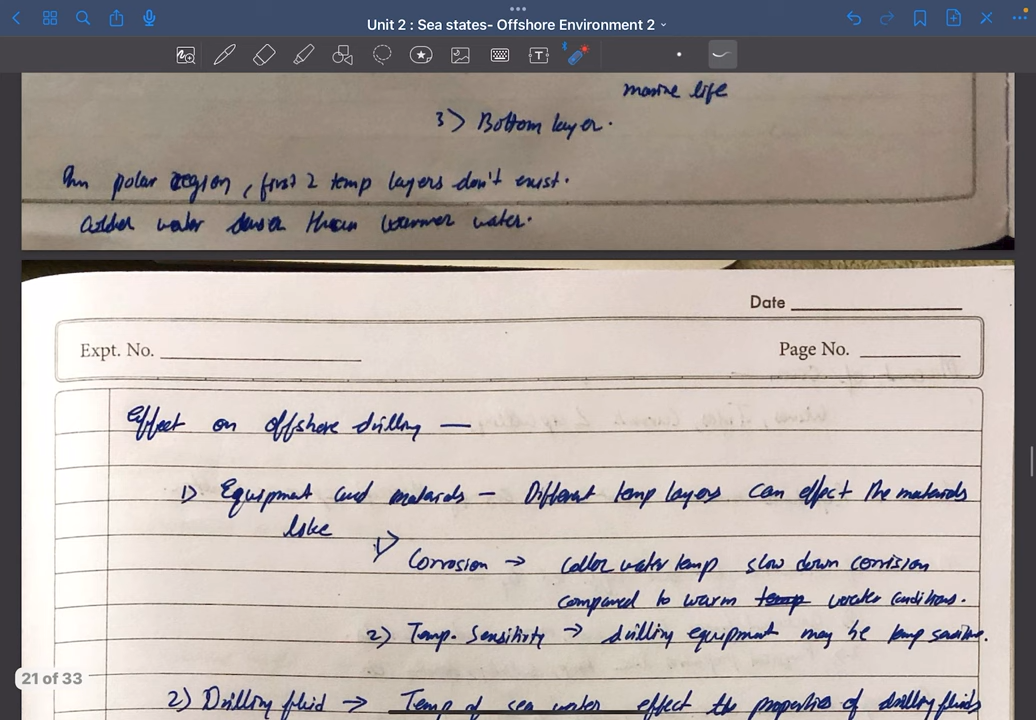 Unit 2 : Sea states- Offshore Environment 2
marine life
3) Bottom layer.
In polar region, first 2 temp layers don't exist.
Colder water denser than warmer water.
Date
Expt. No.
Page No.
Effect on offshore drilling —
1) Equipment and materials — Different temp layers can effect the materials
like
1) Corrosion → Colder water temp slow down corrision
compared to warm temp water conditions.
2) Temp. Sensitivity → drilling equipment may be temp sensitive.
21 of 33
2) Drilling fluid → Temp of sea water effect the properties of drilling fluids